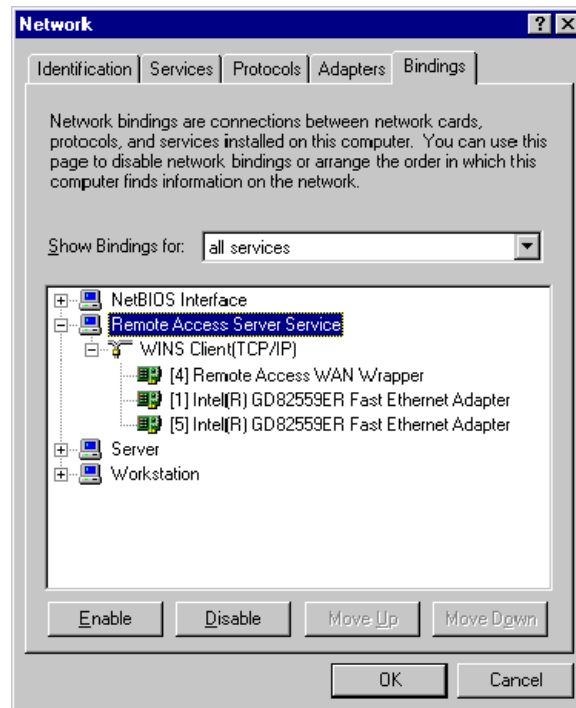 Network
Identification Services Protocols Adapters Bindings
Network bindings are connections between network cards,
protocols, and services installed on this computer. You can use this
page to disable network bindings or arrange the order in which this
computer finds information on the network.
Show Bindings for: all services
NetBIOS Interface
Remote Access Server Service
WINS Client(TCP/IP)
[4] Remote Access WAN Wrapper
[1] Intel(R) GD82559ER Fast Ethernet Adapter
[5] Intel(R) GD82559ER Fast Ethernet Adapter
Server
Workstation
Enable Disable Move Up Move Down
OK Cancel